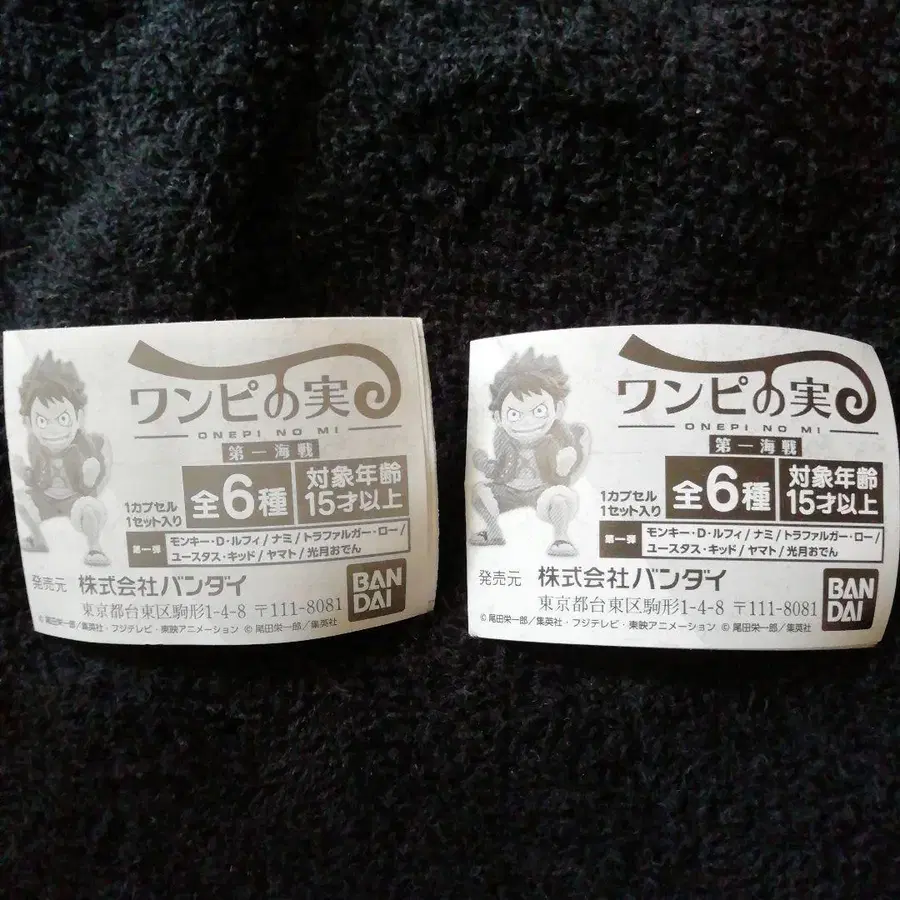 ワンピの実
ONEPI NO MI
第一海戦
1カプセル
1セット入り
全6種
対象年齢
15才以上
第一弾
モンキー・D・ルフィ/ナミ/トラファルガー・ロー/
ユースタス・キッド/ヤマト/光月おでん
発売元 株式会社バンダイ
東京都台東区駒形1-4-8 〒111-8081
BAN
DAI
© 尾田栄一郎/集英社・フジテレビ・東映アニメーション © 尾田栄一郎/集英社
ワンピの実
ONEPI NO MI
第一海戦
1カプセル
1セット入り
全6種
対象年齢
15才以上
第一弾
モンキー・D・ルフィ/ナミ/トラファルガー・ロー/
ユースタス・キッド/ヤマト/光月おでん
発売元 株式会社バンダイ
東京都台東区駒形1-4-8 〒111-8081
BAN
DAI
© 尾田栄一郎/集英社・フジテレビ・東映アニメーション © 尾田栄一郎/集英社